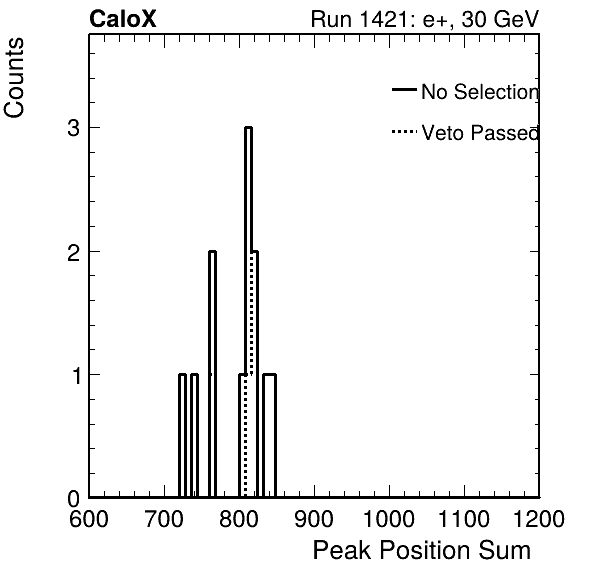 CaloX Run 1421: e+, 30 GeV
Counts
No Selection
Veto Passed
3
2
1
0
600 700 800 900 1000 1100 1200
Peak Position Sum